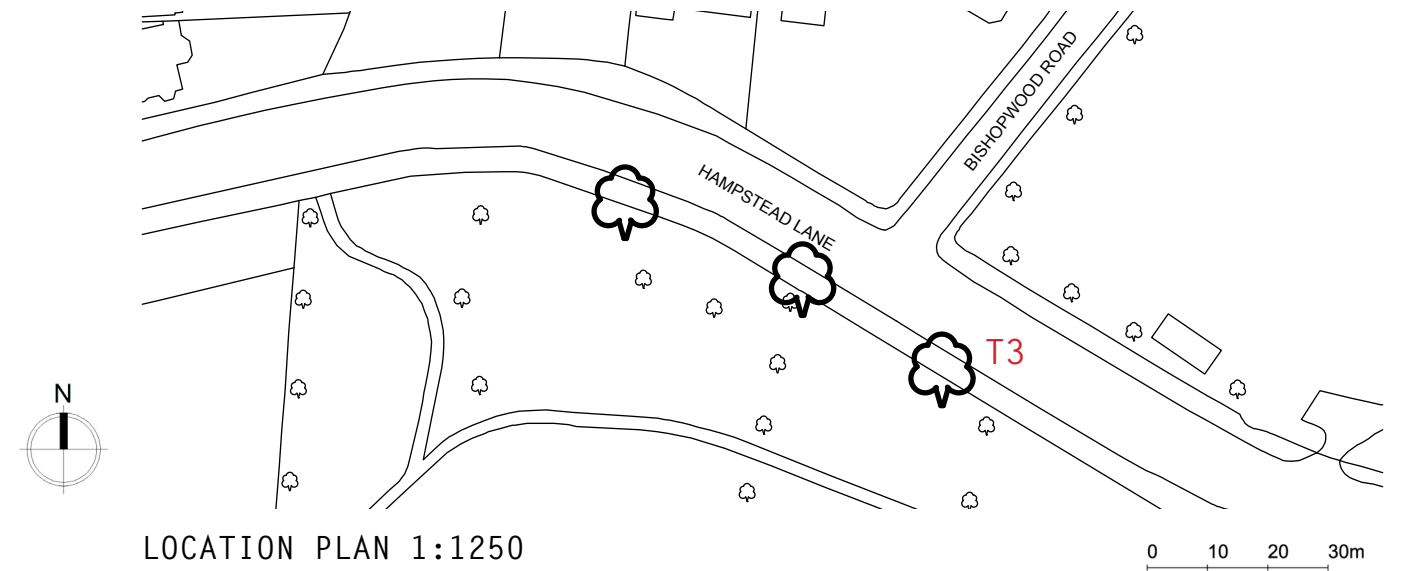 BISHOPWOOD ROAD
HAMPSTEAD LANE
T3
N
LOCATION PLAN 1:1250
0 10 20 30m